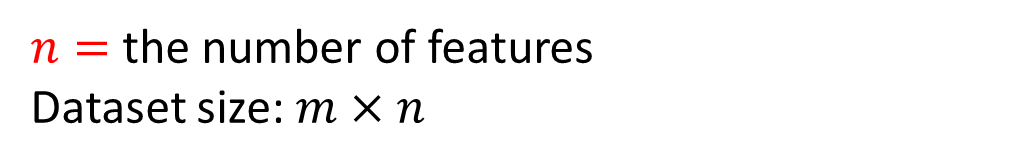 n = the number of features
Dataset size: m × n